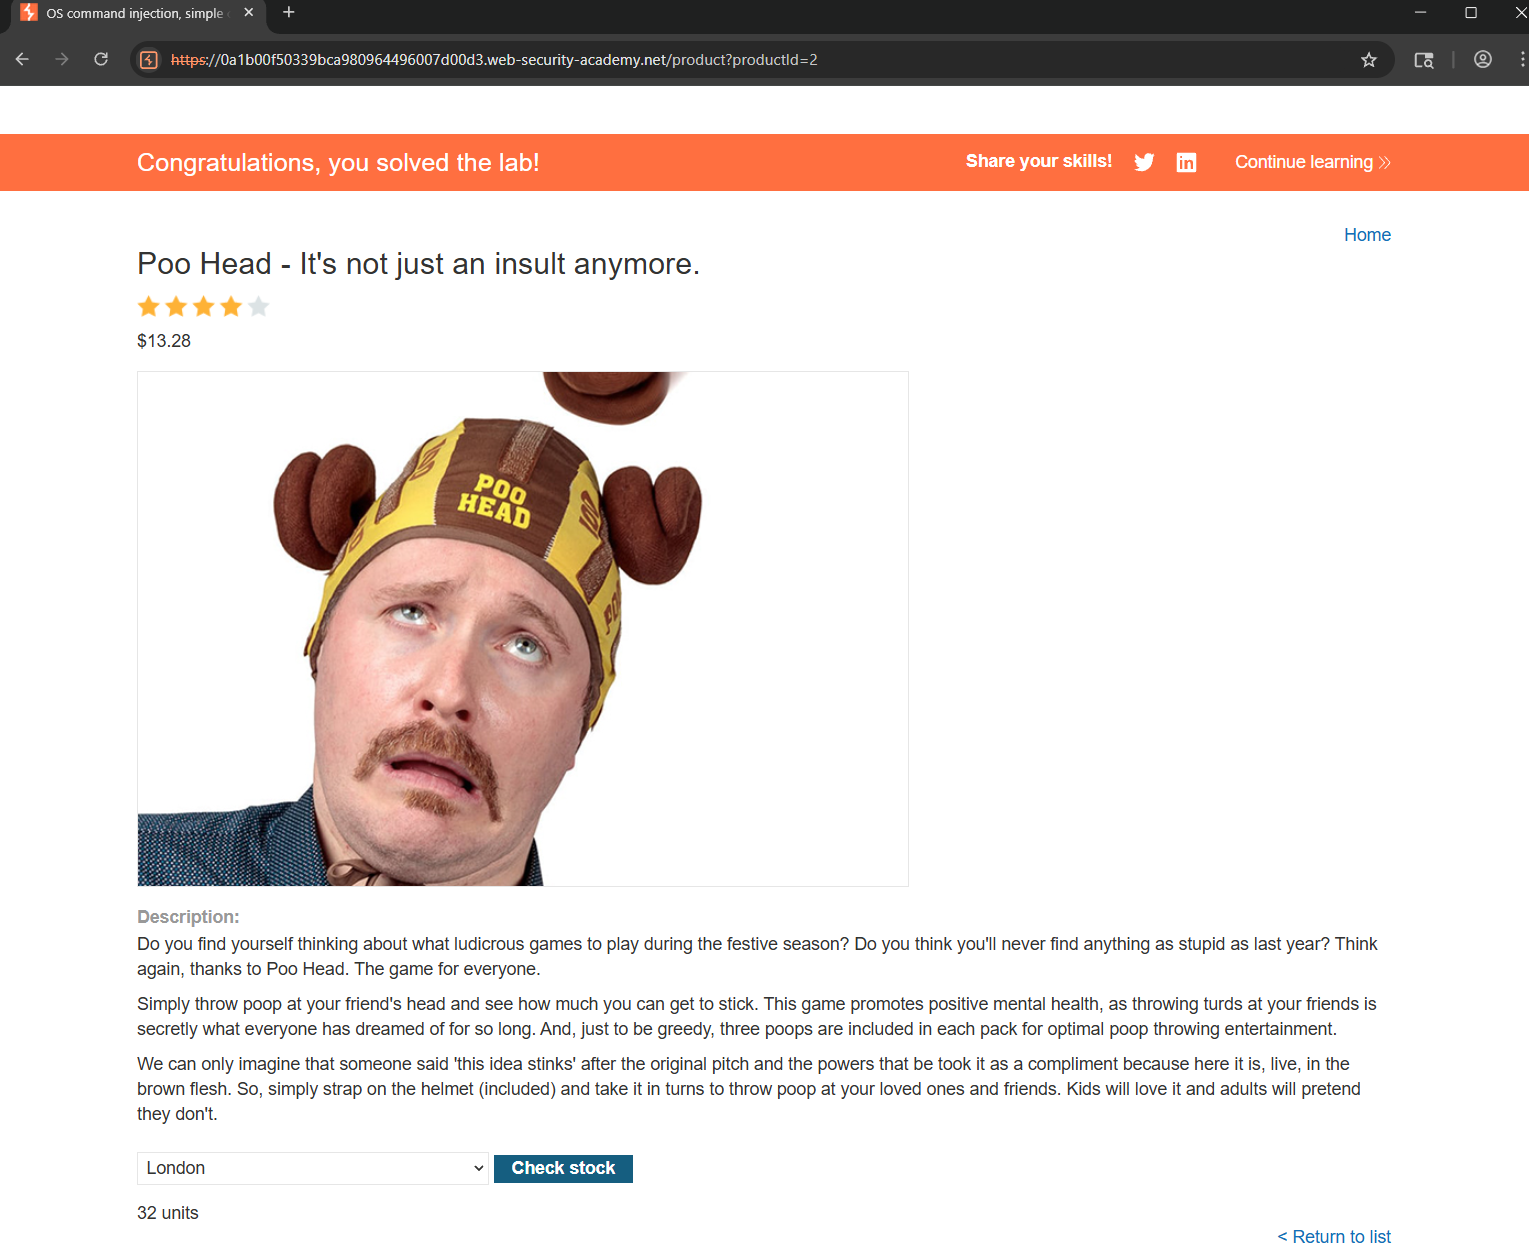 OS command injection, simple
https://0a1b00f50339bca980964496007d00d3.web-security-academy.net/product?productId=2
Congratulations, you solved the lab!
Share your skills!
Continue learning
Home
Poo Head - It's not just an insult anymore.
$13.28
POO
HEAD
Description:
Do you find yourself thinking about what ludicrous games to play during the festive season? Do you think you'll never find anything as stupid as last year? Think
again, thanks to Poo Head. The game for everyone.
Simply throw poop at your friend's head and see how much you can get to stick. This game promotes positive mental health, as throwing turds at your friends is
secretly what everyone has dreamed of for so long. And, just to be greedy, three poops are included in each pack for optimal poop throwing entertainment.
We can only imagine that someone said 'this idea stinks' after the original pitch and the powers that be took it as a compliment because here it is, live, in the
brown flesh. So, simply strap on the helmet (included) and take it in turns to throw poop at your loved ones and friends. Kids will love it and adults will pretend
they don't.
London
Check stock
32 units
< Return to list